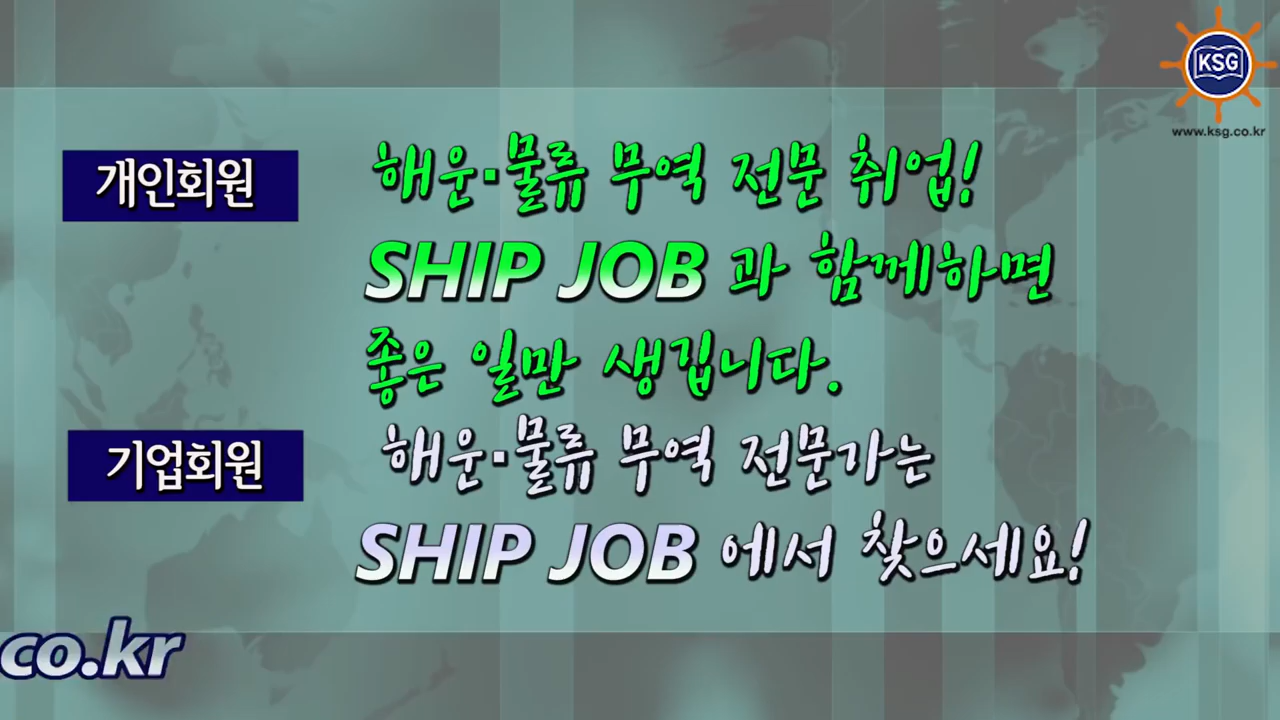 KSG
www.ksg.co.kr
개인회원
해운·물류 무역 전문 취업!
SHIP JOB 과 함께하면
좋은 일만 생깁니다.
기업회원
해운·물류 무역 전문가는
SHIP JOB 에서 찾으세요!
co.kr